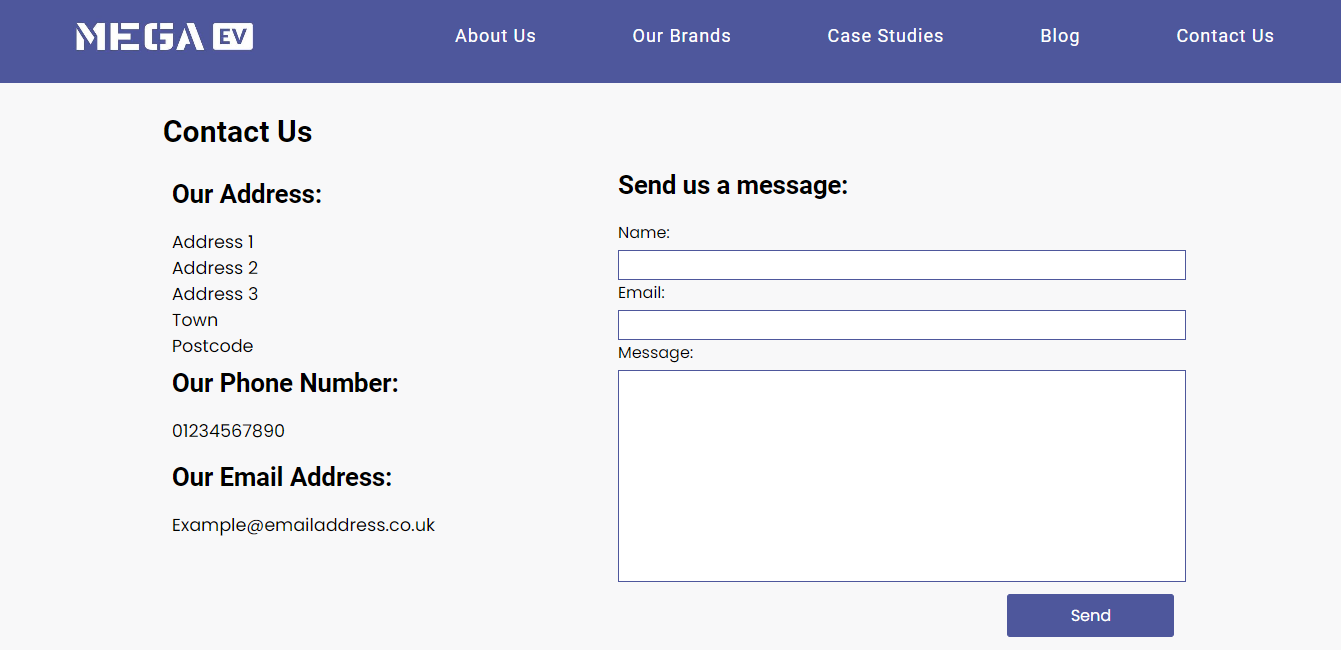 MEGA EV About Us Our Brands Case Studies Blog Contact Us
Contact Us
Our Address:
Address 1
Address 2
Address 3
Town
Postcode
Our Phone Number:
01234567890
Our Email Address:
Example@emailaddress.co.uk
Send us a message:
Name:
Email:
Message:
Send